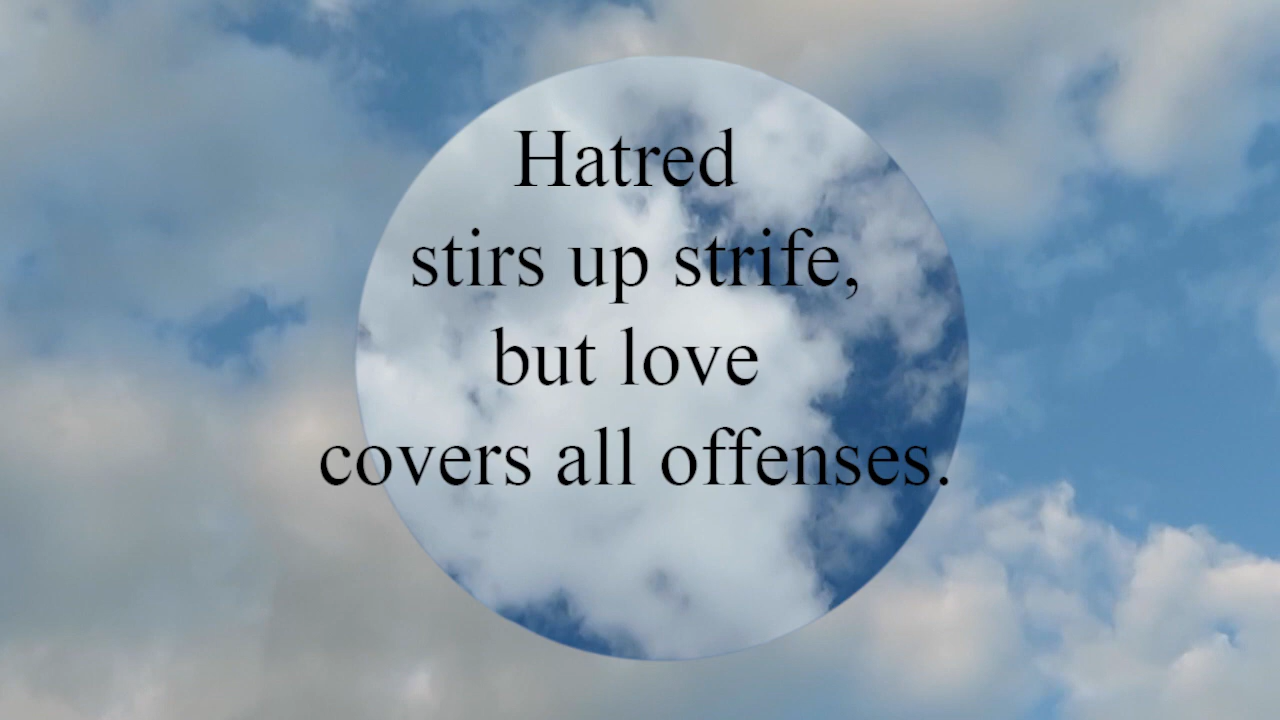 Hatred
stirs up strife,
but love
covers all offenses.